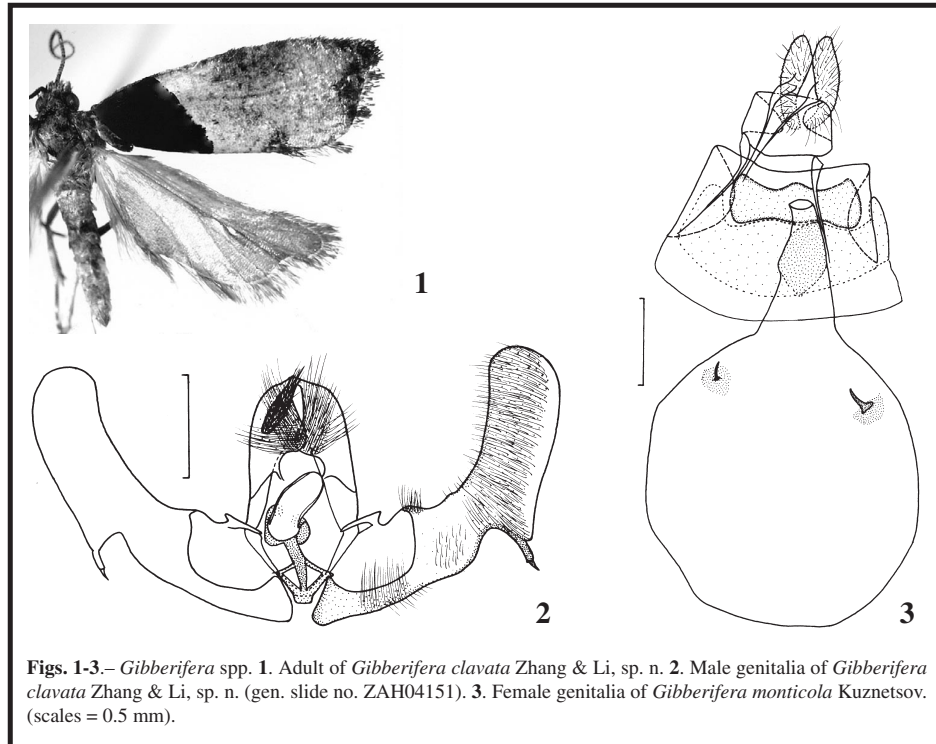 1
2
3
Figs. 1-3.– Gibberifera spp. 1. Adult of Gibberifera clavata Zhang & Li, sp. n. 2. Male genitalia of Gibberifera
clavata Zhang & Li, sp. n. (gen. slide no. ZAH04151). 3. Female genitalia of Gibberifera monticola Kuznetsov.
(scales = 0.5 mm).